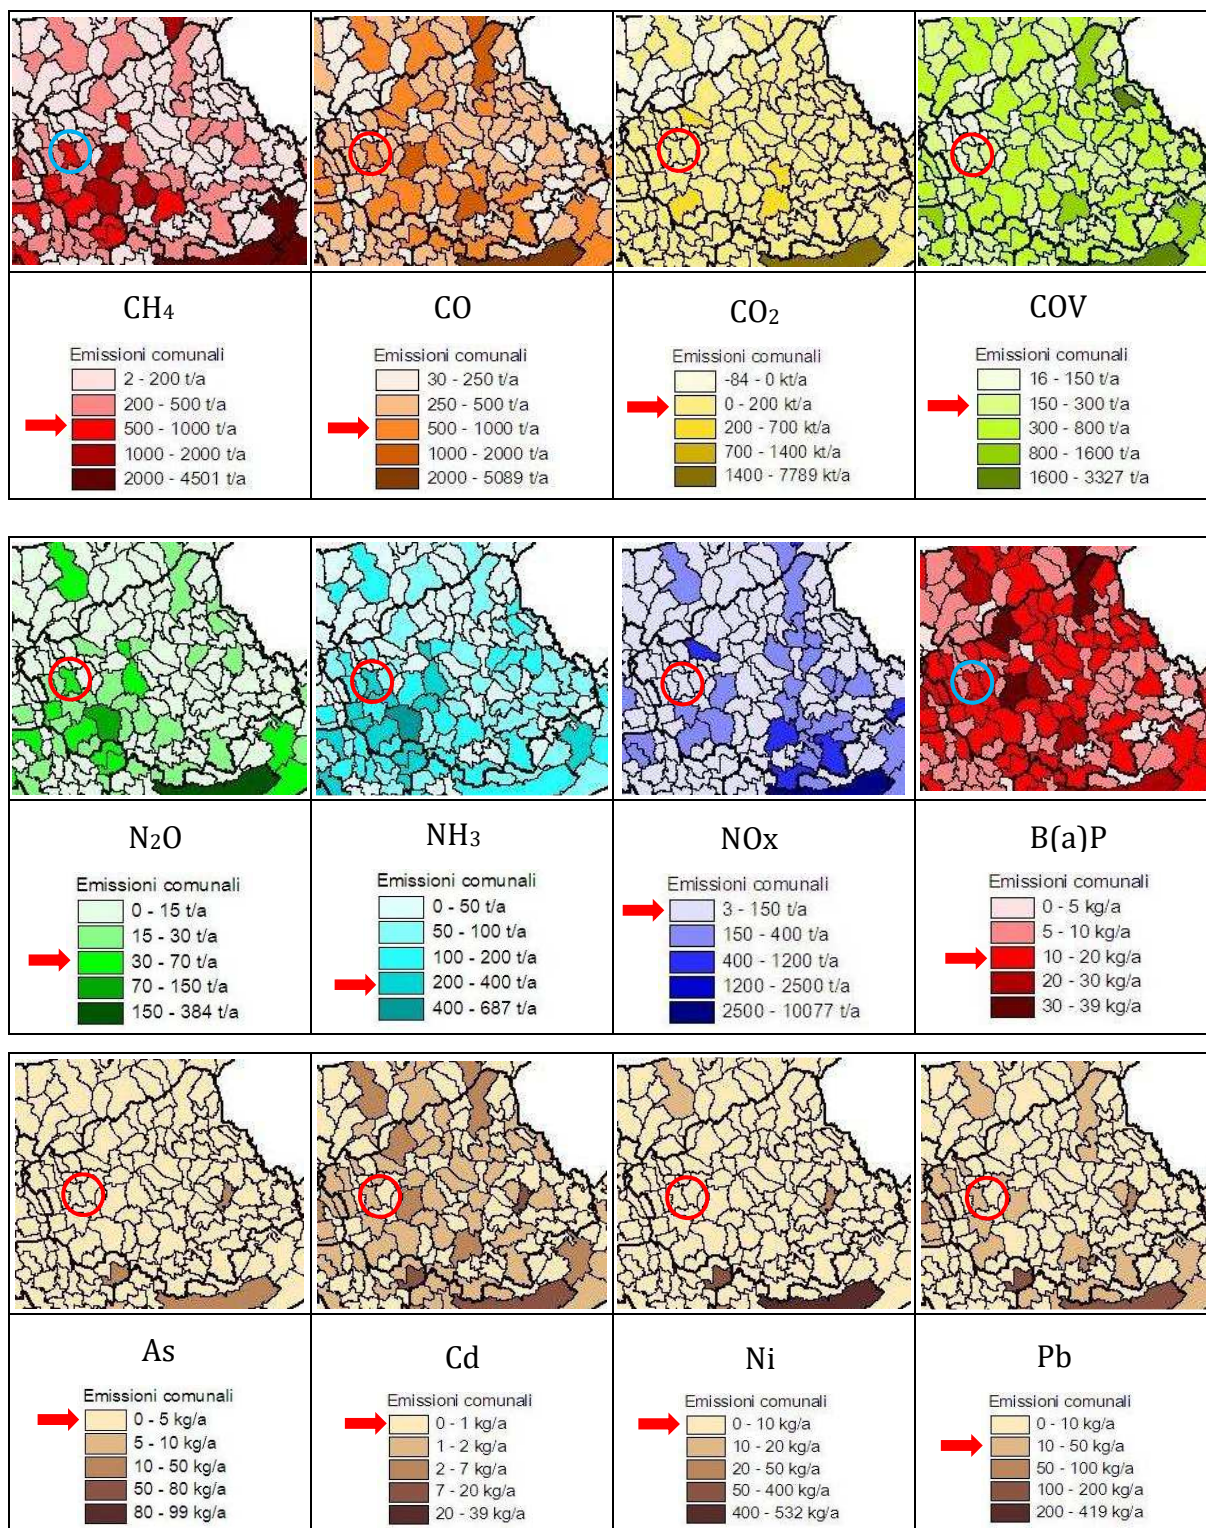 CH4
CO
CO2
COV
Emissioni comunali
2 - 200 t/a
200 - 500 t/a
500 - 1000 t/a
1000 - 2000 t/a
2000 - 4501 t/a
Emissioni comunali
30 - 250 t/a
250 - 500 t/a
500 - 1000 t/a
1000 - 2000 t/a
2000 - 5089 t/a
Emissioni comunali
-84 - 0 kt/a
0 - 200 kt/a
200 - 700 kt/a
700 - 1400 kt/a
1400 - 7789 kt/a
Emissioni comunali
16 - 150 t/a
150 - 300 t/a
300 - 800 t/a
800 - 1600 t/a
1600 - 3327 t/a
N2O
NH3
NOx
B(a)P
Emissioni comunali
0 - 15 t/a
15 - 30 t/a
30 - 70 t/a
70 - 150 t/a
150 - 384 t/a
Emissioni comunali
0 - 50 t/a
50 - 100 t/a
100 - 200 t/a
200 - 400 t/a
400 - 687 t/a
Emissioni comunali
3 - 150 t/a
150 - 400 t/a
400 - 1200 t/a
1200 - 2500 t/a
2500 - 10077 t/a
Emissioni comunali
0 - 5 kg/a
5 - 10 kg/a
10 - 20 kg/a
20 - 30 kg/a
30 - 39 kg/a
As
Cd
Ni
Pb
Emissioni comunali
0 - 5 kg/a
5 - 10 kg/a
10 - 50 kg/a
50 - 80 kg/a
80 - 99 kg/a
Emissioni comunali
0 - 1 kg/a
1 - 2 kg/a
2 - 7 kg/a
7 - 20 kg/a
20 - 39 kg/a
Emissioni comunali
0 - 10 kg/a
10 - 20 kg/a
20 - 50 kg/a
50 - 400 kg/a
400 - 532 kg/a
Emissioni comunali
0 - 10 kg/a
10 - 50 kg/a
50 - 100 kg/a
100 - 200 kg/a
200 - 419 kg/a